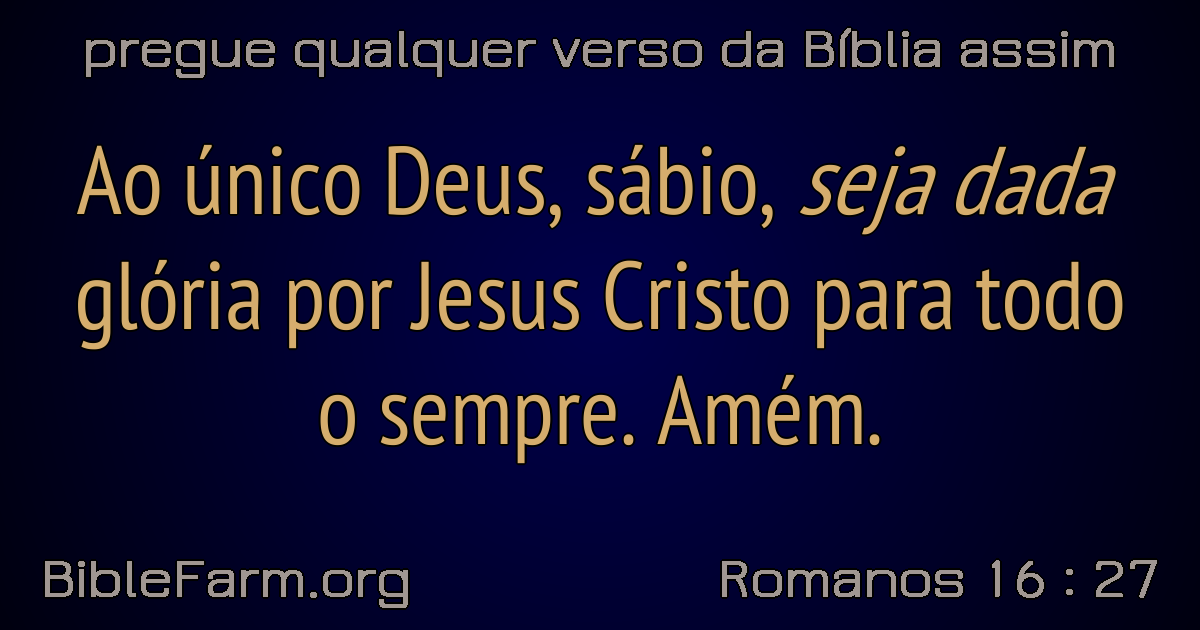 pregue qualquer verso da Bíblia assim
Ao único Deus, sábio, seja dada
glória por Jesus Cristo para todo
o sempre. Amém.
BibleFarm.org
Romanos 16 : 27